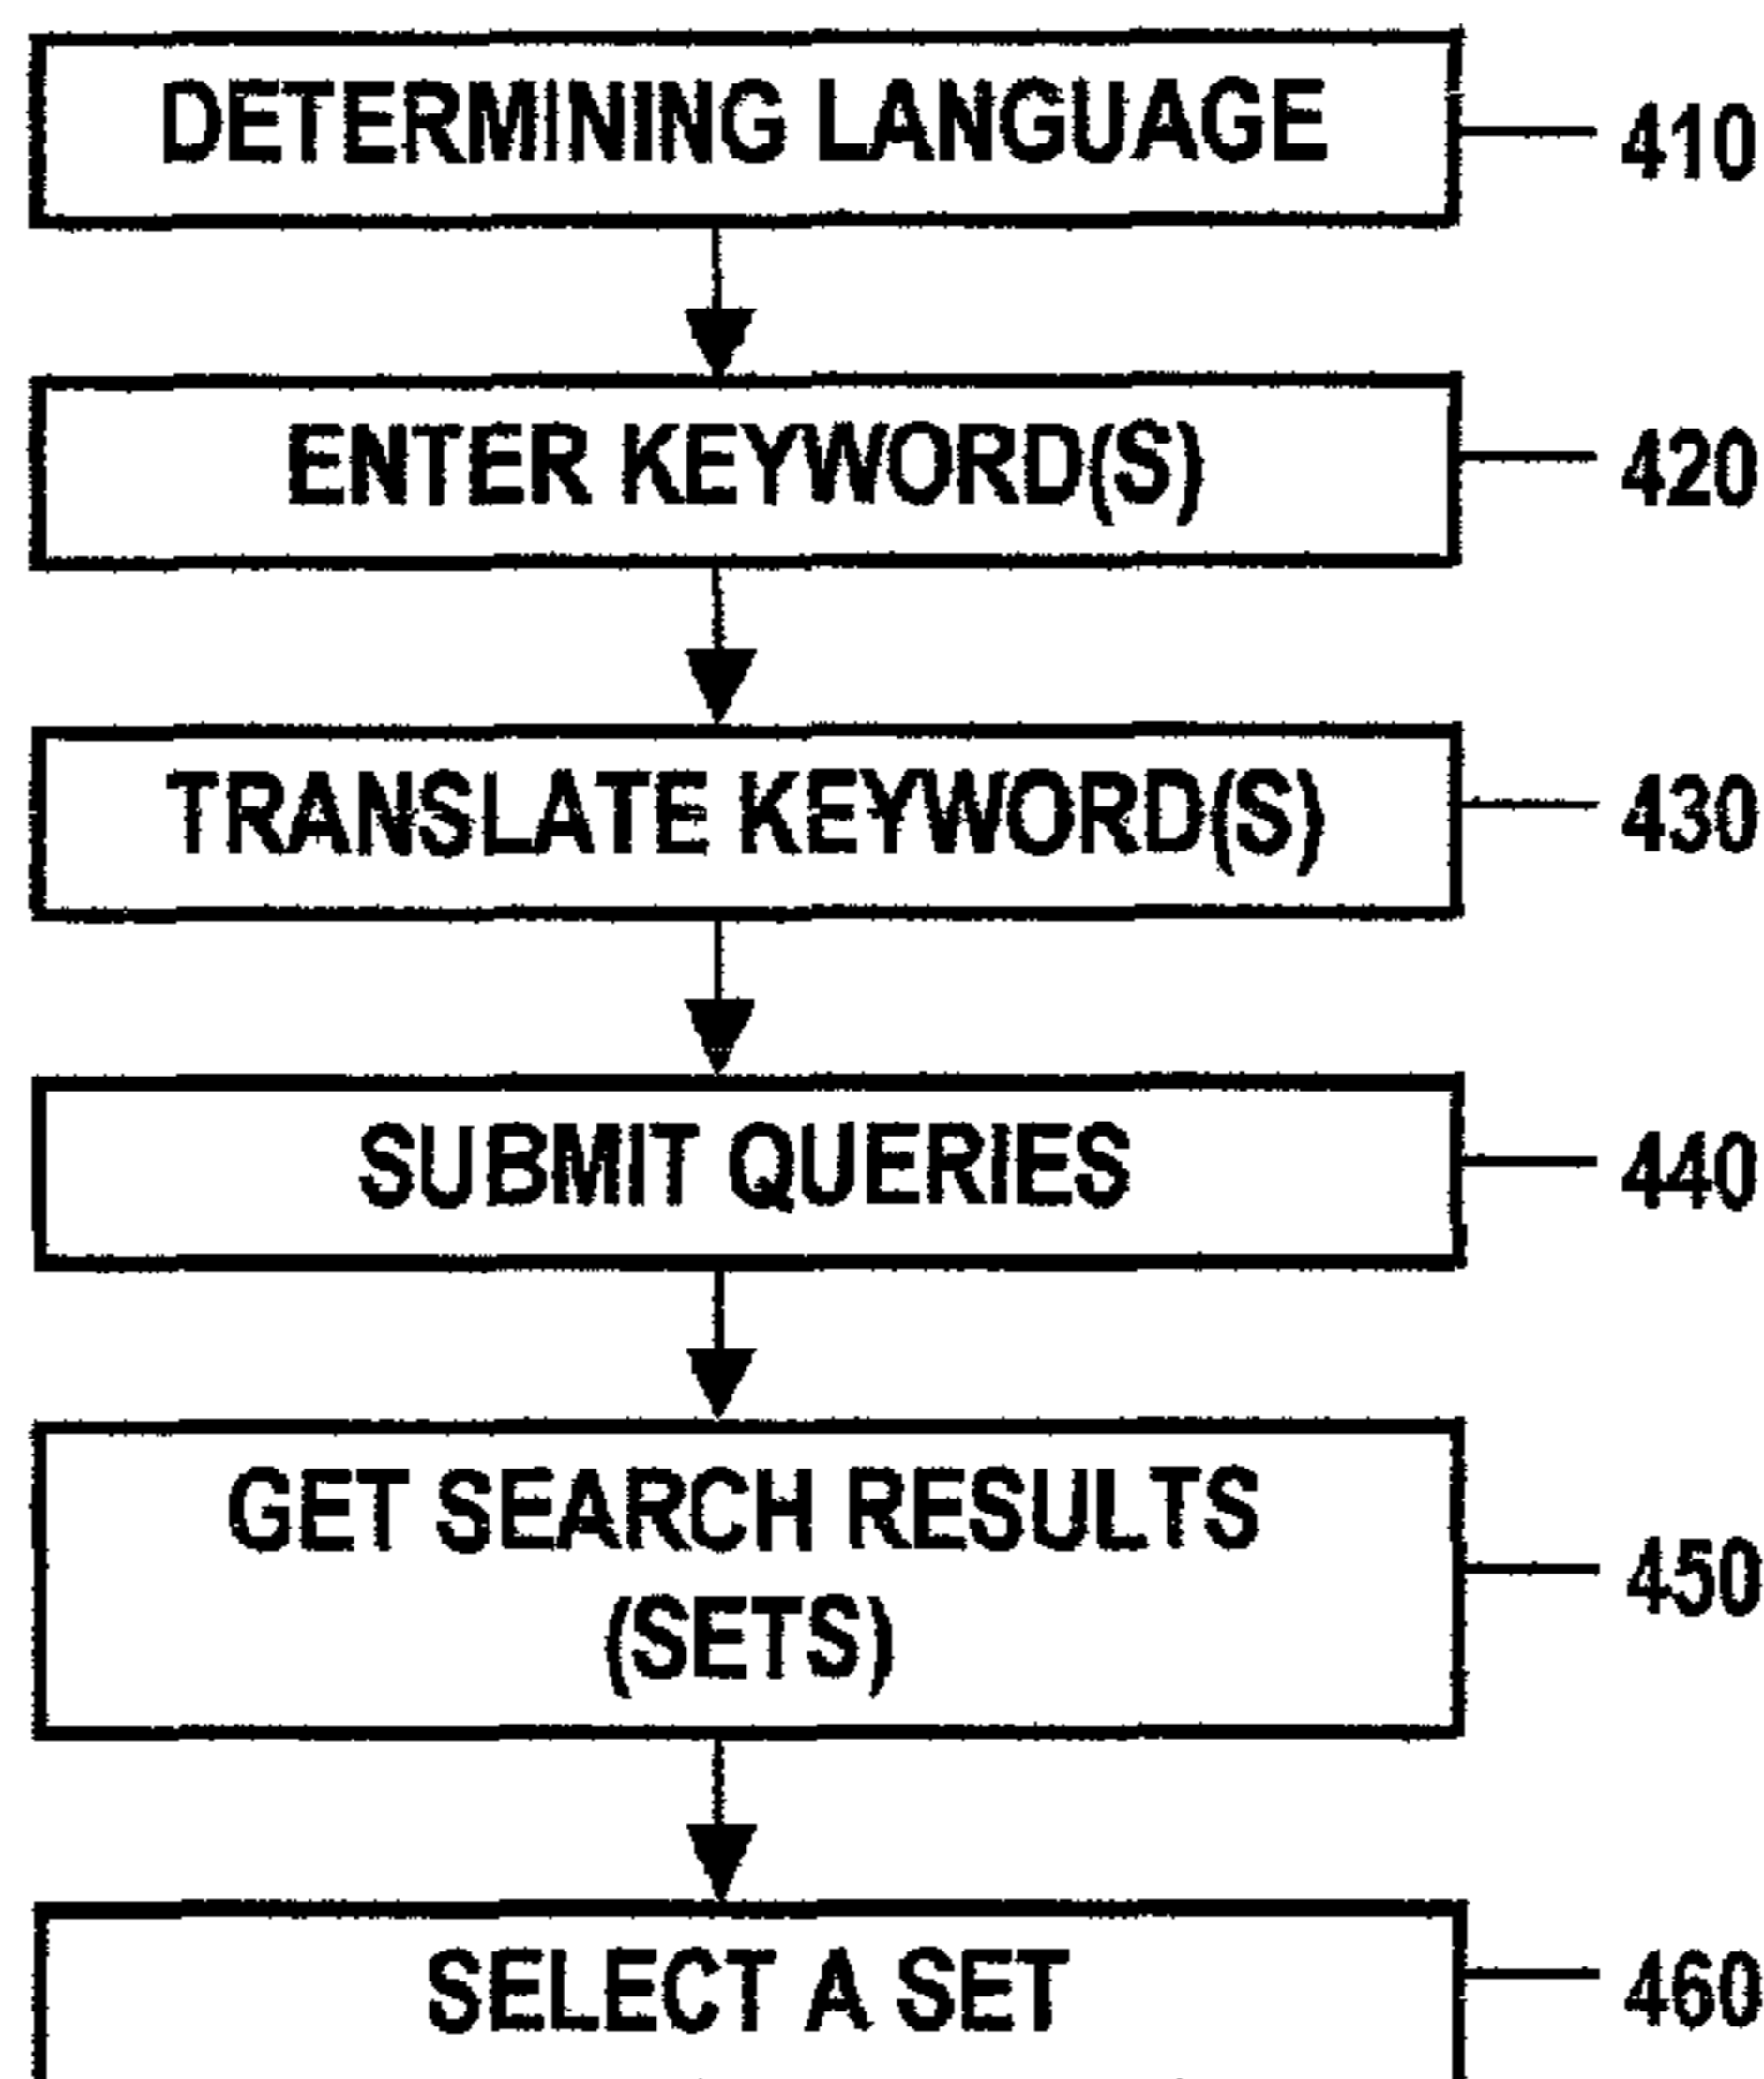 DETERMINING LANGUAGE
410
ENTER KEYWORD(S)
420
TRANSLATE KEYWORD(S)
430
SUBMIT QUERIES
440
GET SEARCH RESULTS
(SETS)
450
SELECT A SET
460